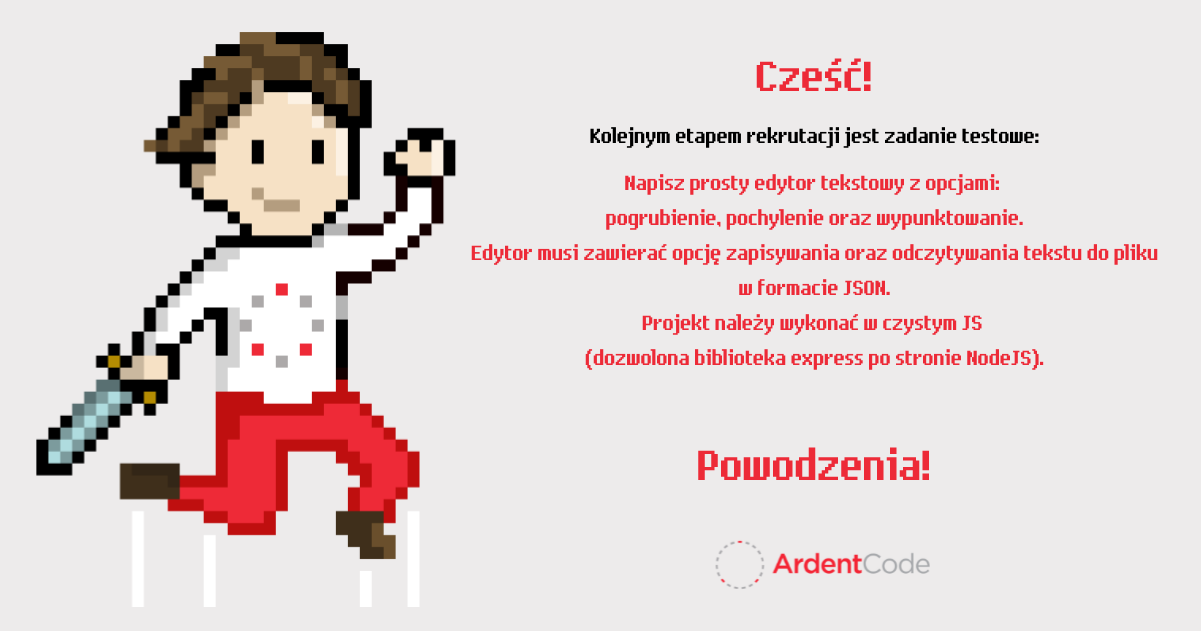 Cześć!
Kolejnym etapem rekrutacji jest zadanie testowe:
Napisz prosty edytor tekstowy z opcjami:
pogrubienie, pochylenie oraz wypunktowanie.
Edytor musi zawierać opcję zapisywania oraz odczytywania tekstu do pliku
w formacie JSON.
Projekt należy wykonać w czystym JS
(dozwolona biblioteka express po stronie NodeJS).
Powodzenia!
ArdentCode